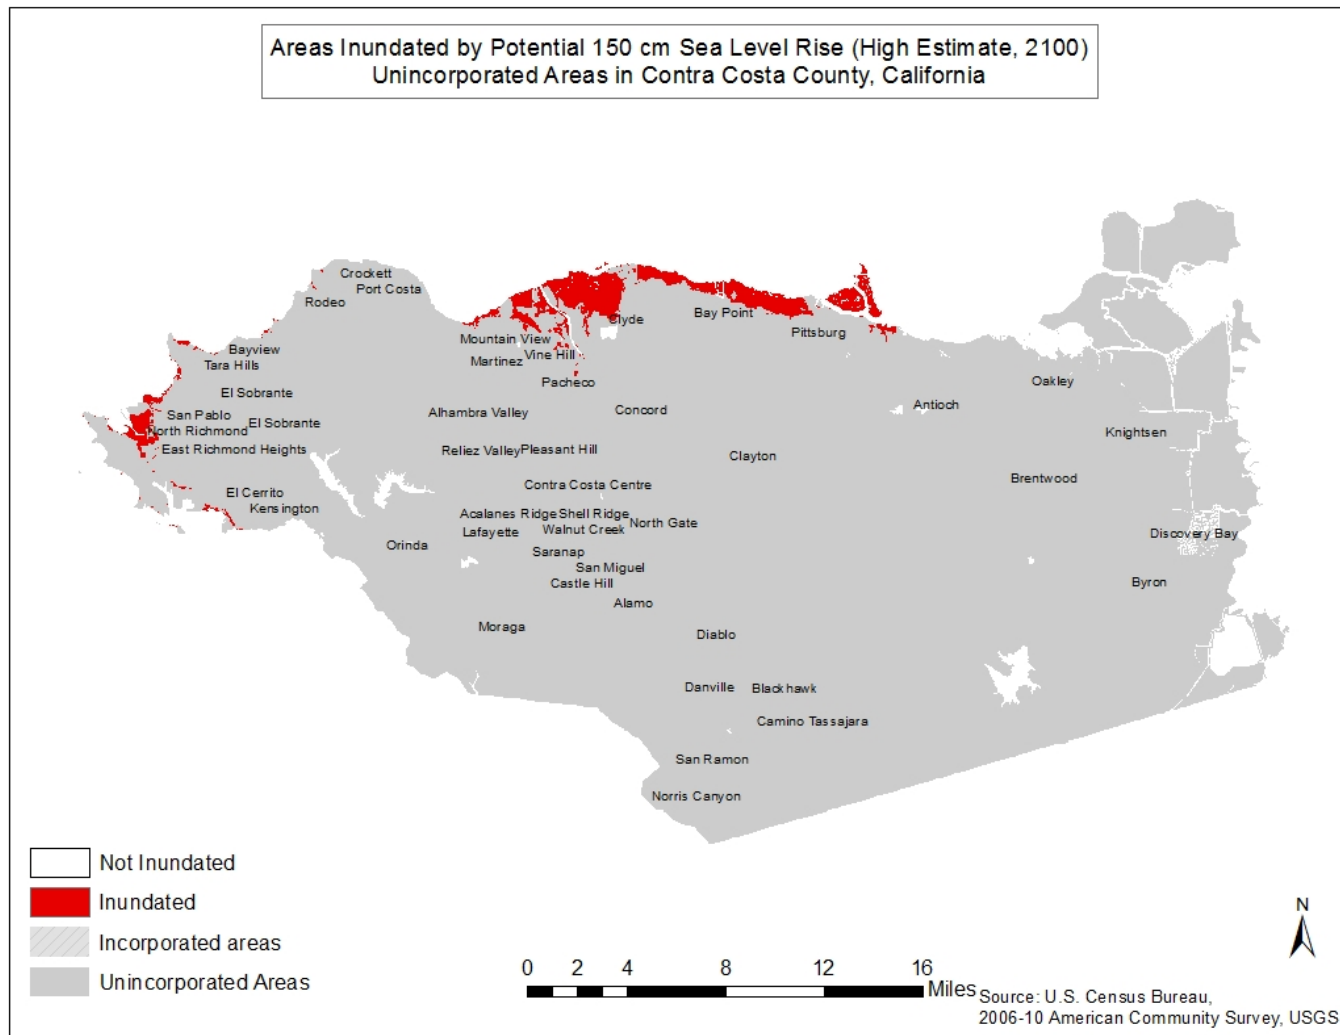 Areas Inundated by Potential 150 cm Sea Level Rise (High Estimate, 2100)
Unincorporated Areas in Contra Costa County, California
Crockett
Port Costa
Rodeo
Bay Point
Clyde
Pittsburg
Mountain View
Bayview
Vine Hill
Martinez
Tara Hills
Pacheco
Oakley
El Sobrante
Antioch
Concord
Alhambra Valley
San Pablo
El Sobrante
North Richmond
Knightsen
East Richmond Heights
Reliez Valley
Pleasant Hill
Clayton
Brentwood
Contra Costa Centre
El Cerrito
Kensington
Acalanes Ridge
Shell Ridge
North Gate
Walnut Creek
Lafayette
Discovery Bay
Orinda
Saranap
San Miguel
Castle Hill
Byron
Alamo
Moraga
Diablo
Danville
Blackhawk
Camino Tassajara
San Ramon
Norris Canyon
Not Inundated
Inundated
Incorporated areas
Unincorporated Areas
N
0 2 4 8 12 16
Miles
Source: U.S. Census Bureau,
2006-10 American Community Survey, USGS